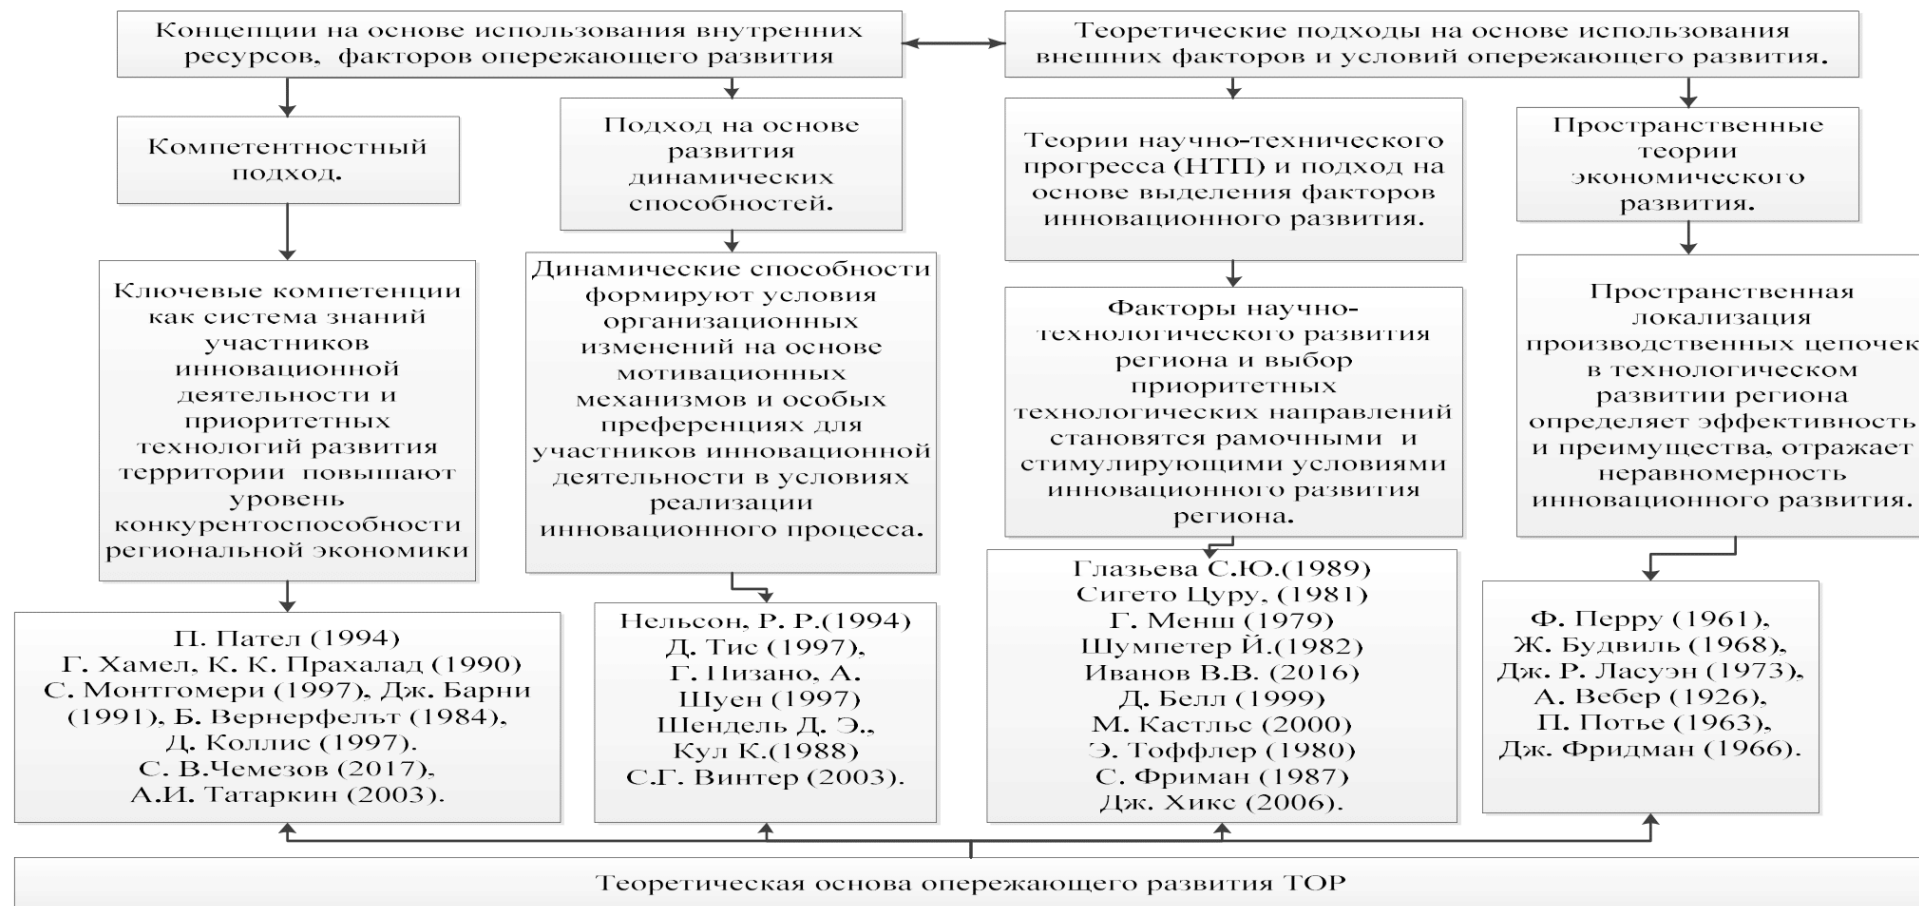 Концепции на основе использования внутренних
ресурсов, факторов опережающего развития
Теоретические подходы на основе использования
внешних факторов и условий опережающего развития.
Компетентностный
подход.
Подход на основе
развития
динамических
способностей.
Теории научно-технического
прогресса (НТП) и подход на
основе выделения факторов
инновационного развития.
Пространственные
теории
экономического
развития.
Ключевые компетенции
как система знаний
участников
инновационной
деятельности и
приоритетных
технологий развития
территории повышают
уровень
конкурентоспособности
региональной экономики
Динамические способности
формируют условия
организационных
изменений на основе
мотивационных
механизмов и особых
преференциях для
участников инновационной
деятельности в условиях
реализации
инновационного процесса.
Факторы научно-
технологического развития
региона и выбор
приоритетных
технологических направлений
становятся рамочными и
стимулирующими условиями
инновационного развития
региона.
Пространственная
локализация
производственных цепочек
в технологическом
развитии региона
определяет эффективность
и преимущества, отражает
неравномерность
инновационного развития.
П. Пател (1994)
Г. Хамел, К. К. Прахалад (1990)
С. Монтгомери (1997), Дж. Барни
(1991), Б. Вернерфелът (1984),
Д. Коллис (1997).
С. В.Чемезов (2017),
А.И. Татаркин (2003).
Нельсон, Р. Р.(1994)
Д. Тис (1997),
Г. Пизано, А.
Шуен (1997)
Шендель Д. Э.,
Кул К.(1988)
С.Г. Винтер (2003).
Глазьева С.Ю.(1989)
Сигето Цуру, (1981)
Г. Менш (1979)
Шумпетер Й.(1982)
Иванов В.В. (2016)
Д. Белл (1999)
М. Кастльс (2000)
Э. Тоффлер (1980)
С. Фриман (1987)
Дж. Хикс (2006).
Ф. Перру (1961),
Ж. Будвиль (1968),
Дж. Р. Ласуэн (1973),
А. Вебер (1926),
П. Потье (1963),
Дж. Фридман (1966).
Теоретическая основа опережающего развития ТОР